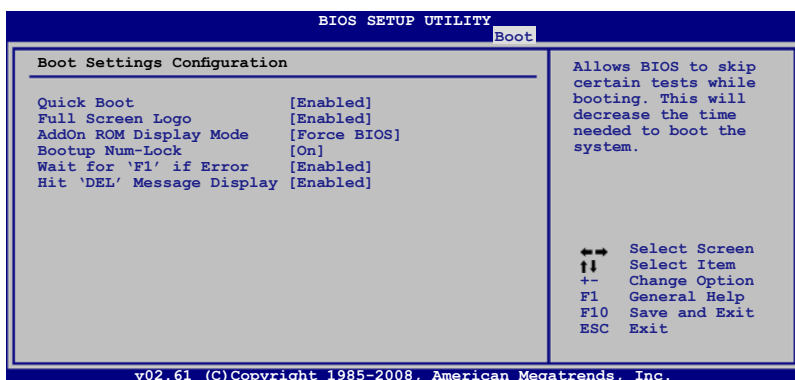 BIOS SETUP UTILITY
Boot
Boot Settings Configuration
Quick Boot [Enabled]
Full Screen Logo [Enabled]
AddOn ROM Display Mode [Force BIOS]
Bootup Num-Lock [On]
Wait for ‘F1’ if Error [Enabled]
Hit ‘DEL’ Message Display [Enabled]
Allows BIOS to skip
certain tests while
booting. This will
decrease the time
needed to boot the
system.
←→ Select Screen
↑↓ Select Item
+- Change Option
F1 General Help
F10 Save and Exit
ESC Exit
v02.61 (C)Copyright 1985-2008, American Megatrends, Inc.